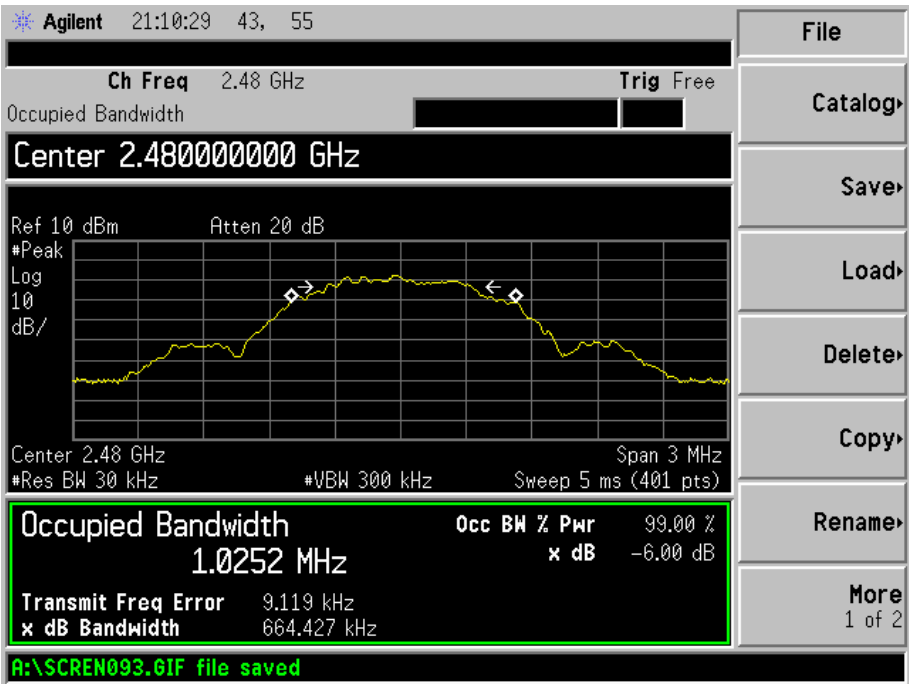 Agilent 21:10:29 43, 55
File
Ch Freq 2.48 GHz Trig Free
Occupied Bandwidth
Catalog
Center 2.480000000 GHz
Save
Ref 10 dBm Atten 20 dB
#Peak
Log
10
dB/
Load
Delete
Copy
Center 2.48 GHz Span 3 MHz
#Res BW 30 kHz #VBW 300 kHz Sweep 5 ms (401 pts)
Occupied Bandwidth Occ BW % Pwr 99.00 %
1.0252 MHz x dB -6.00 dB
Rename
Transmit Freq Error 9.119 kHz
x dB Bandwidth 664.427 kHz
More
1 of 2
A:\SCREN093.GIF file saved